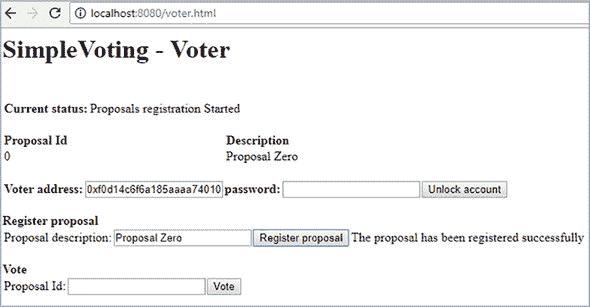 localhost:8080/voter.html
SimpleVoting - Voter
Current status: Proposals registration Started
Proposal Id Description
0 Proposal Zero
Voter address: 0xf0d14c6f6a185aaaa74010 password: Unlock account
Register proposal
Proposal description: Proposal Zero Register proposal The proposal has been registered successfully
Vote
Proposal Id: Vote